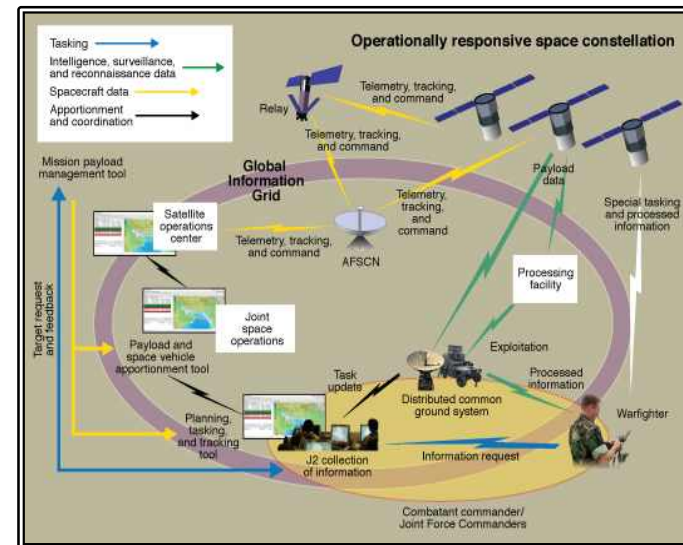 Operationally responsive space constellation
Tasking
Intelligence, surveillance,
and reconnaissance data
Spacecraft data
Apportionment
and coordination
Relay
Telemetry, tracking,
and command
Telemetry, tracking,
and command
Mission payload
management tool
Global
Information
Grid
Payload
data
Special tasking
and processed
information
Satellite
operations
center
Telemetry, tracking,
and command
AFSCN
Telemetry,
tracking,
and
command
Processing
facility
Joint
space
operations
Target request
and feedback
Payload and
space vehicle
apportionment tool
Exploitation
Task
update
Distributed common
ground system
Processed
information
Warfighter
Planning,
tasking,
and tracking
tool
J2 collection
of information
Information request
Combatant commander/
Joint Force Commanders